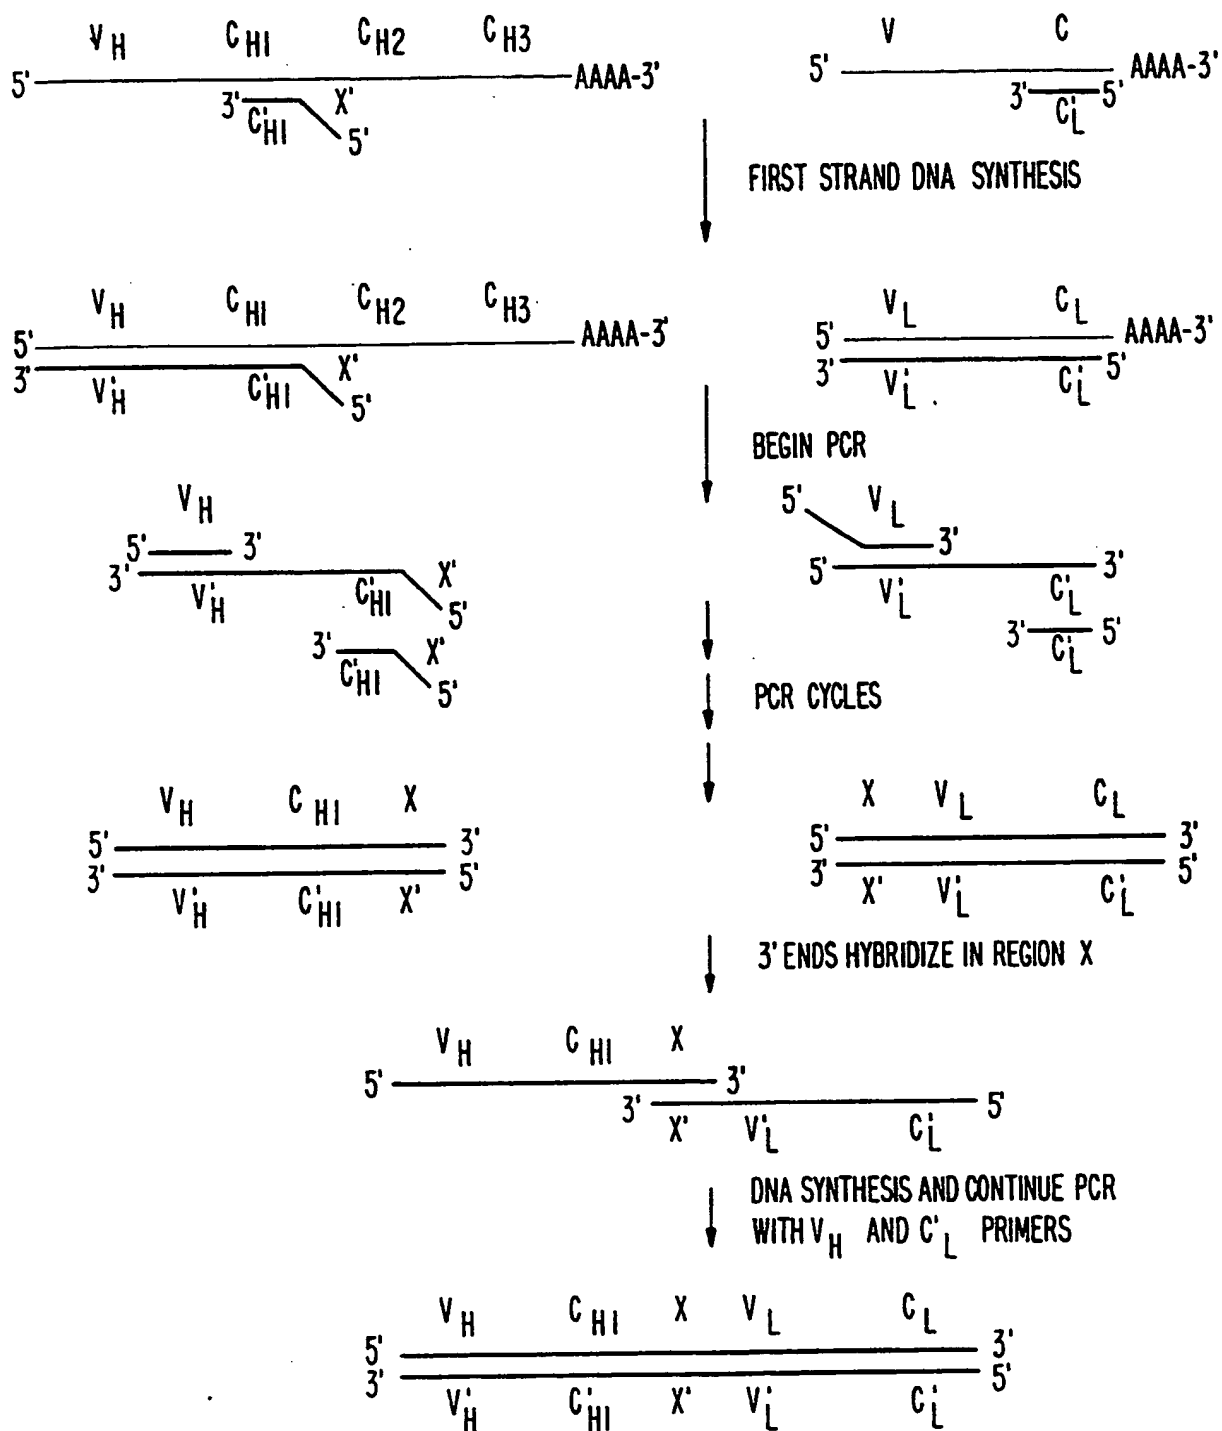 V H C H1 C H2 C H3 V C
5' AAAA-3' 5' AAAA-3'
3' X' 3' 5'
C'H1 5' C'L
FIRST STRAND DNA SYNTHESIS
V H C H1 C H2 C H3 V L C L
5' AAAA-3' 5' AAAA-3'
3' X' 3' 5'
V'H C'H1 5' V'L C'L
BEGIN PCR
V H 5' V L
5' 3' 3'
3' X' 5' 3'
V'H C'H1 5' V'L C'L
3' X' 3' 5'
C'H1 5' C'L
PCR CYCLES
V H C H1 X X V L C L
5' 3' 5' 3'
3' 5' 3' 5'
V'H C'H1 X' X' V'L C'L
3' ENDS HYBRIDIZE IN REGION X
V H C H1 X
5' 3'
3' 5'
X' V'L C'L
DNA SYNTHESIS AND CONTINUE PCR
WITH V H AND C'L PRIMERS
V H C H1 X V L C L
5' 3'
3' 5'
V'H C'H1 X' V'L C'L